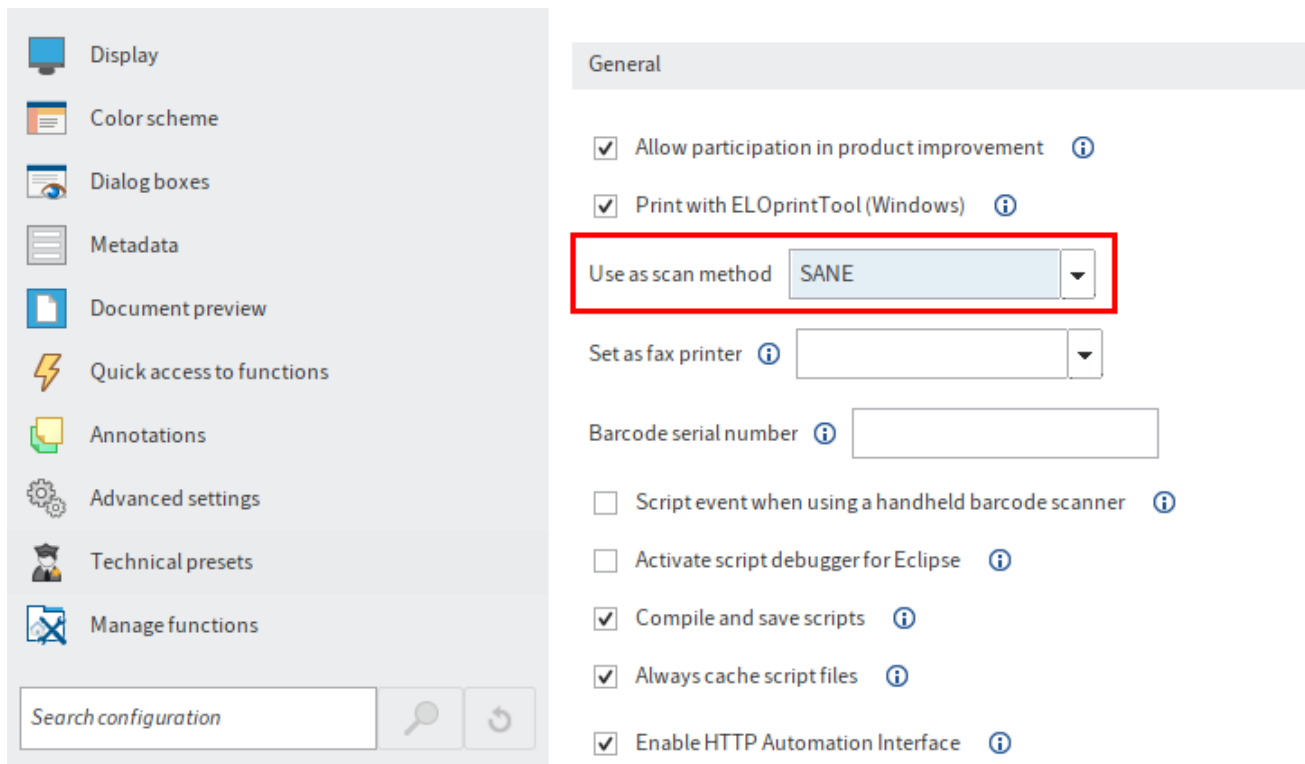 Display
Color scheme
Dialog boxes
Metadata
Document preview
Quick access to functions
Annotations
Advanced settings
Technical presets
Manage functions
Search configuration
General
Allow participation in product improvement
Print with ELOprintTool (Windows)
Use as scan method SANE
Set as fax printer
Barcode serial number
Script event when using a handheld barcode scanner
Activate script debugger for Eclipse
Compile and save scripts
Always cache script files
Enable HTTP Automation Interface